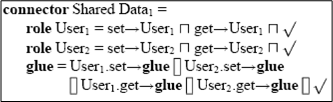 connector Shared Data₁ =
role User₁ = set→User₁ ⊓ get→User₁ ⊓ √
role User₂ = set→User₂ ⊓ get→User₂ ⊓ √
glue = User₁.set→glue ▯ User₂.set→glue
▯ User₁.get→glue ▯ User₂.get→glue ▯ √